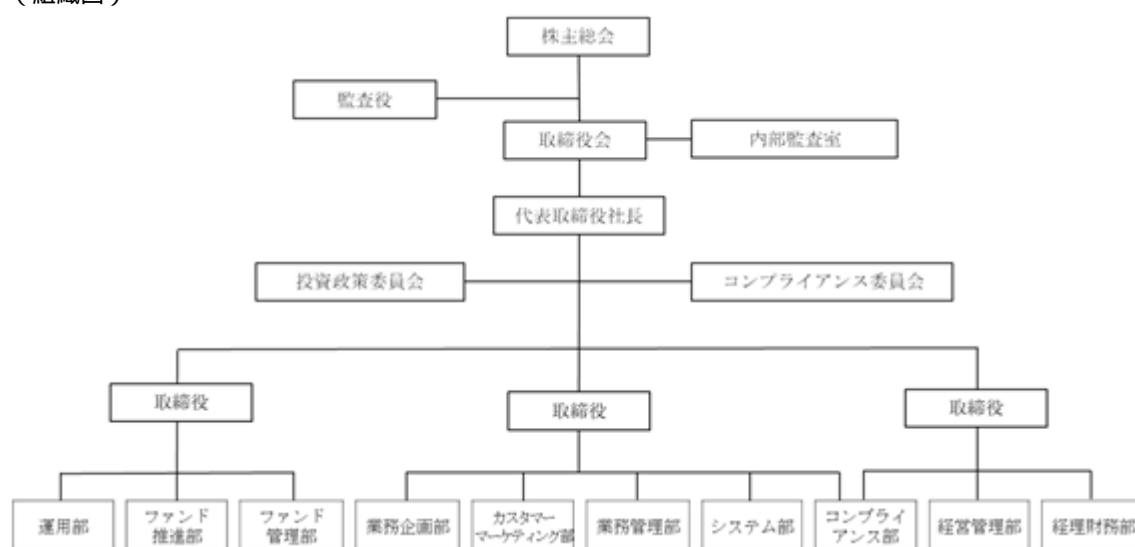 (組織図)
株主総会
監査役
取締役会
内部監査室
代表取締役社長
投資政策委員会
コンプライアンス委員会
取締役
取締役
取締役
運用部
ファンド
推進部
ファンド
管理部
業務企画部
カスタマー
マーケティング部
業務管理部
システム部
コンプライ
アンス部
経営管理部
経理財務部